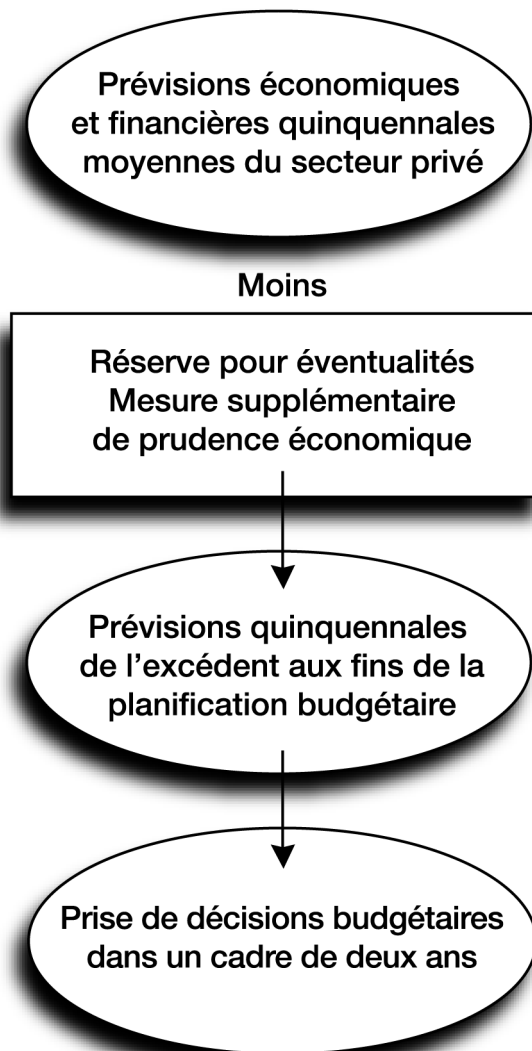 Prévisions économiques
et financières quinquennales
moyennes du secteur privé
Moins
Réserve pour éventualités
Mesure supplémentaire
de prudence économique
Prévisions quinquennales
de l'excédent aux fins de la
planification budgétaire
Prise de décisions budgétaires
dans un cadre de deux ans